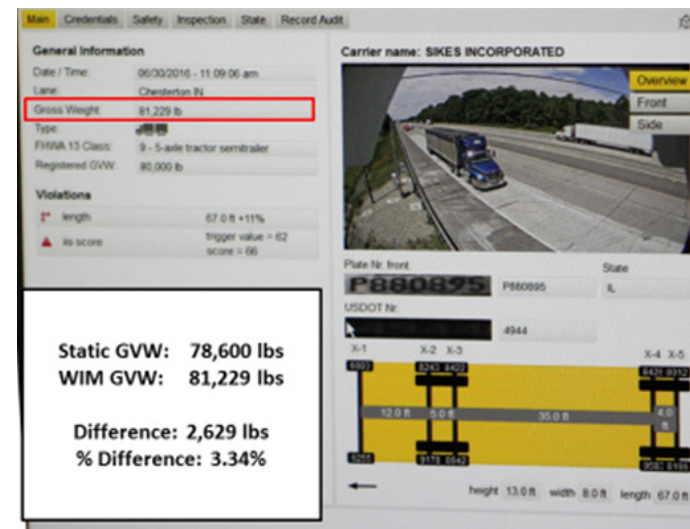 Main Credentials Safety Inspection State Record Audit
General Information
Date / Time: 06/30/2016 - 11:09:06 am
Lane: Chesterton IN
Gross Weight: 81,229 lb
Type:
FHWA 13 Class: 9 - 5-axle tractor semitrailer
Registered GVW: 80,000 lb
Violations
length 67.0 ft +11%
iis score trigger value = 62
score = 66
Static GVW: 78,600 lbs
WIM GVW: 81,229 lbs
Difference: 2,629 lbs
% Difference: 3.34%
Carrier name: SIKES INCORPORATED
Overview
Front
Side
Plate Nr. front State
P880895 P880895 IL
USDOT Nr.
4944
X-1 X-2 X-3 X-4 X-5
8243 8422
12.0 ft 5.0 ft 35.0 ft 4.0 ft
height 13.0 ft width 8.0 ft length 67.0 ft